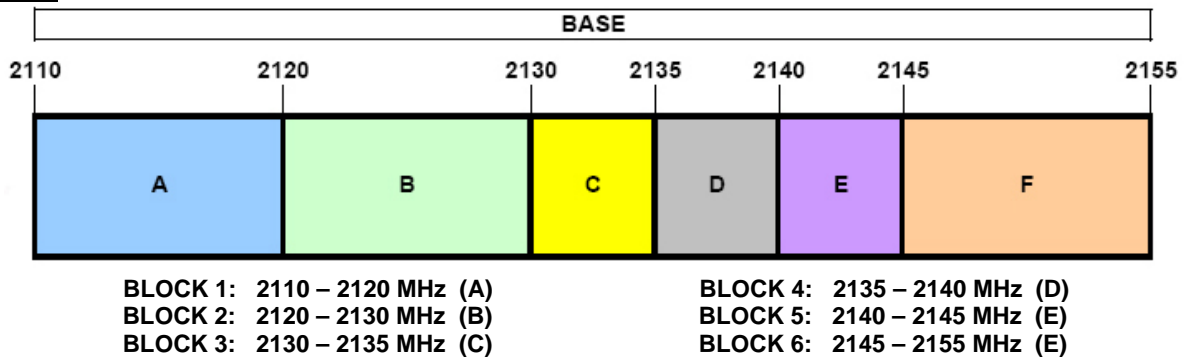 BASE
2110 2120 2130 2135 2140 2145 2155
A B C D E F
BLOCK 1: 2110 – 2120 MHz (A)
BLOCK 2: 2120 – 2130 MHz (B)
BLOCK 3: 2130 – 2135 MHz (C)
BLOCK 4: 2135 – 2140 MHz (D)
BLOCK 5: 2140 – 2145 MHz (E)
BLOCK 6: 2145 – 2155 MHz (E)